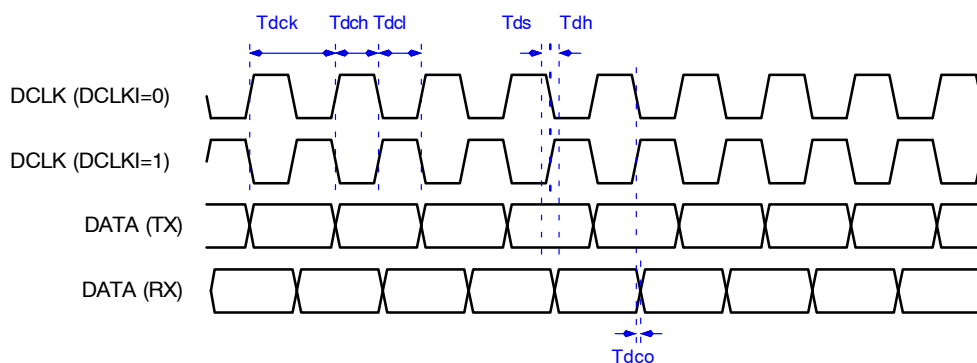 Tdck Tdch Tdcl Tds Tdh
DCLK (DCLKI=0)
DCLK (DCLKI=1)
DATA (TX)
DATA (RX)
Tdco